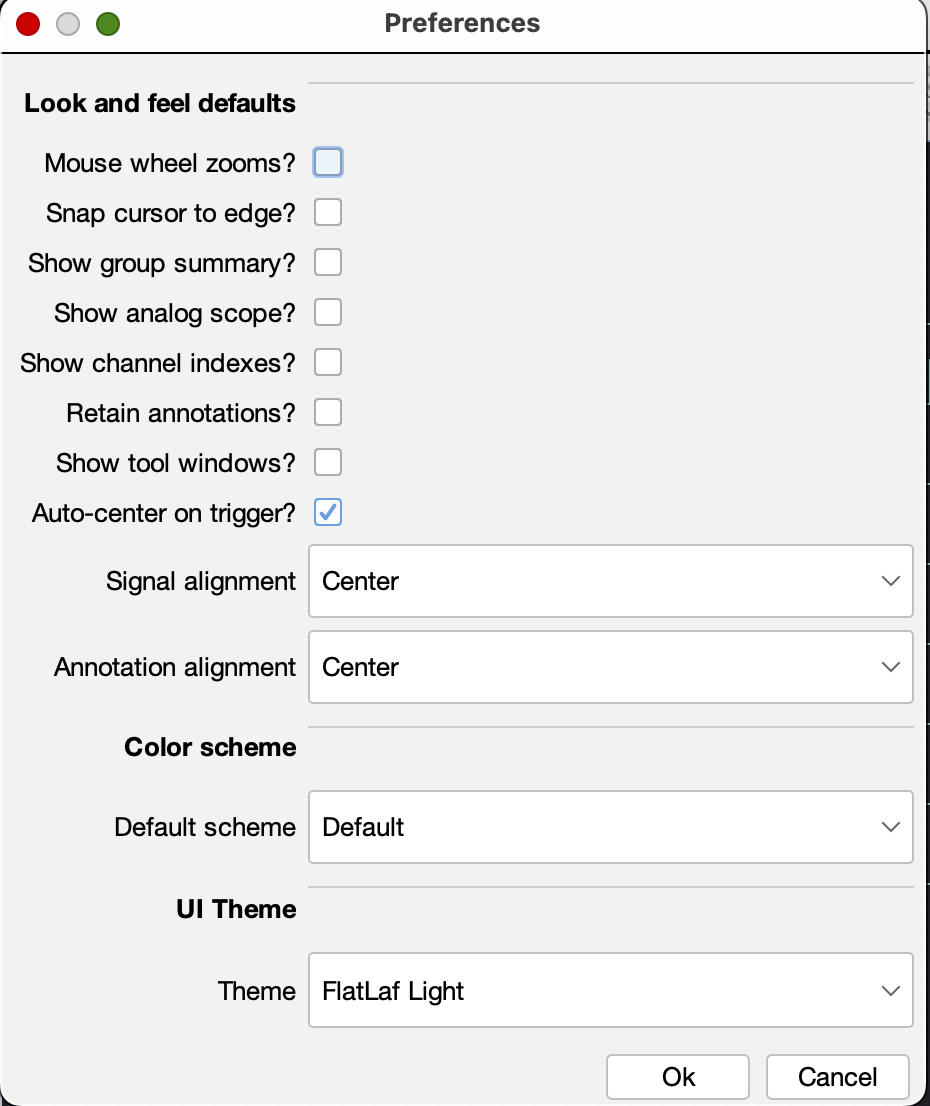 Preferences
Look and feel defaults
Mouse wheel zooms?
Snap cursor to edge?
Show group summary?
Show analog scope?
Show channel indexes?
Retain annotations?
Show tool windows?
Auto-center on trigger?
Signal alignment Center
Annotation alignment Center
Color scheme
Default scheme Default
UI Theme
Theme FlatLaf Light
Ok Cancel